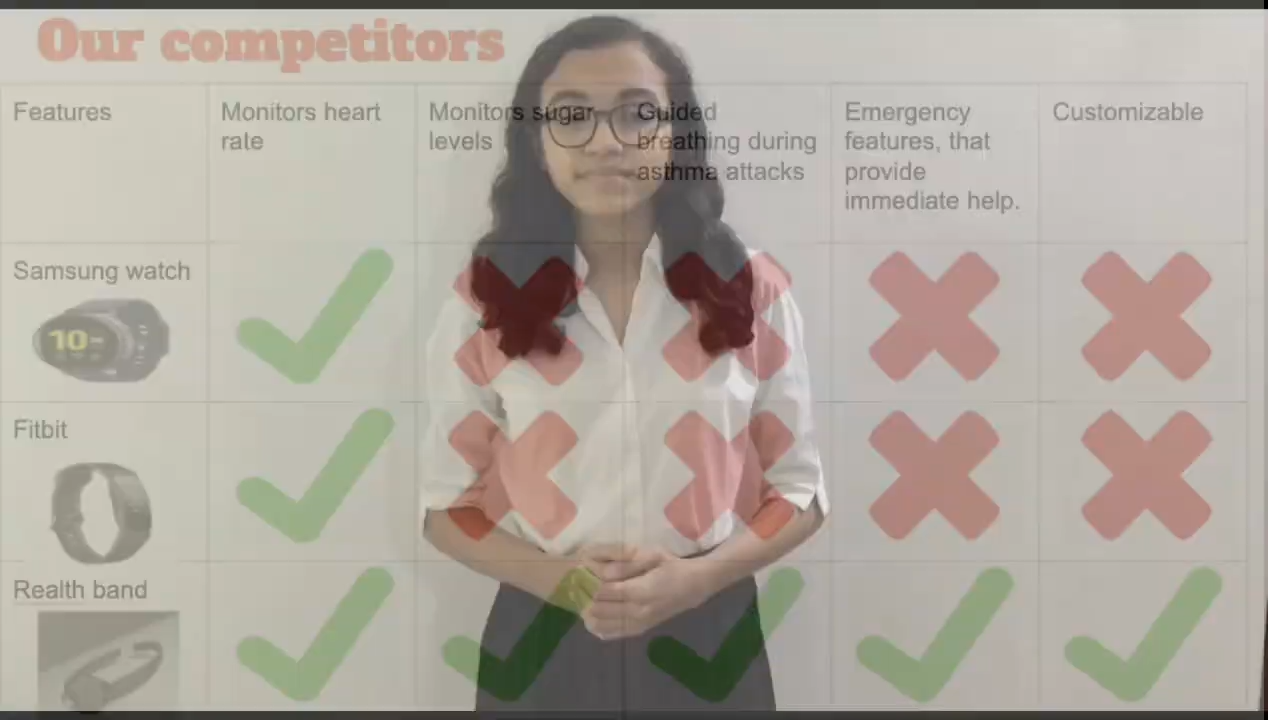 Our competitors
Features
Monitors heart
rate
Monitors sugar
levels
Guided
breathing during
asthma attacks
Emergency
features, that
provide
immediate help.
Customizable
Samsung watch
10
Fitbit
Realth band